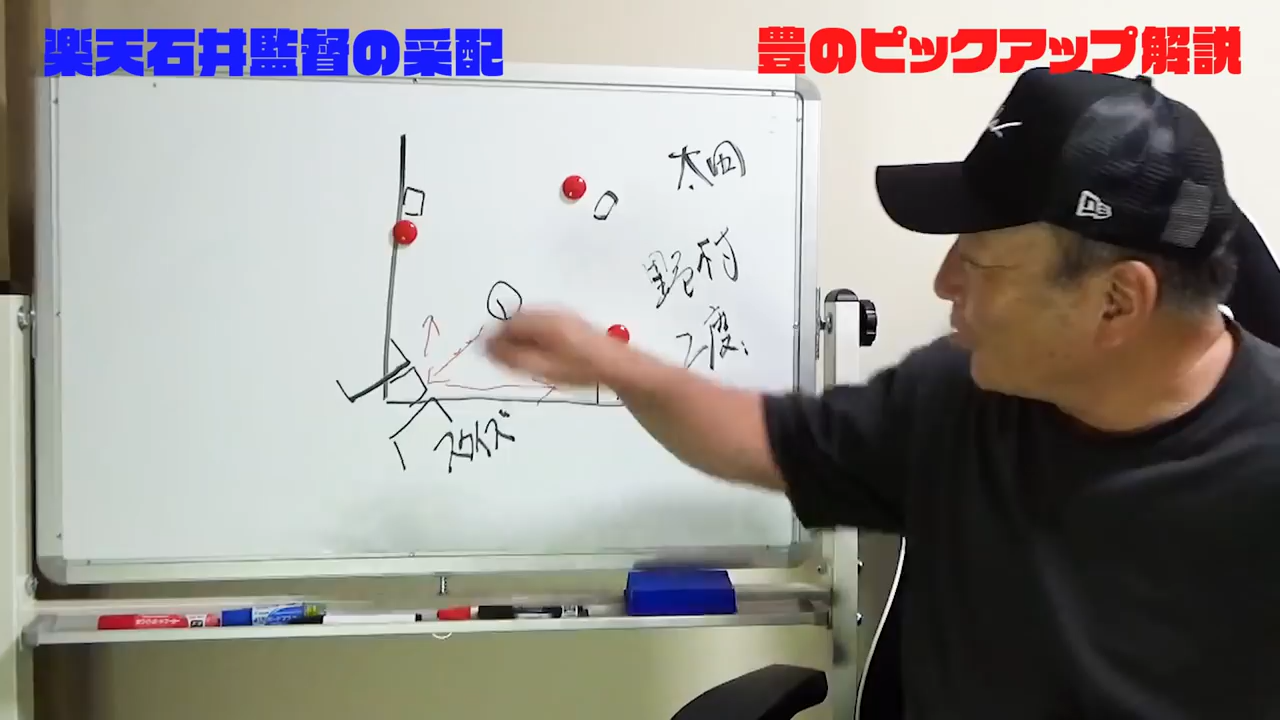 楽天石井監督の采配
豊のピックアップ解説
太田
野村
2度、
スクイズ